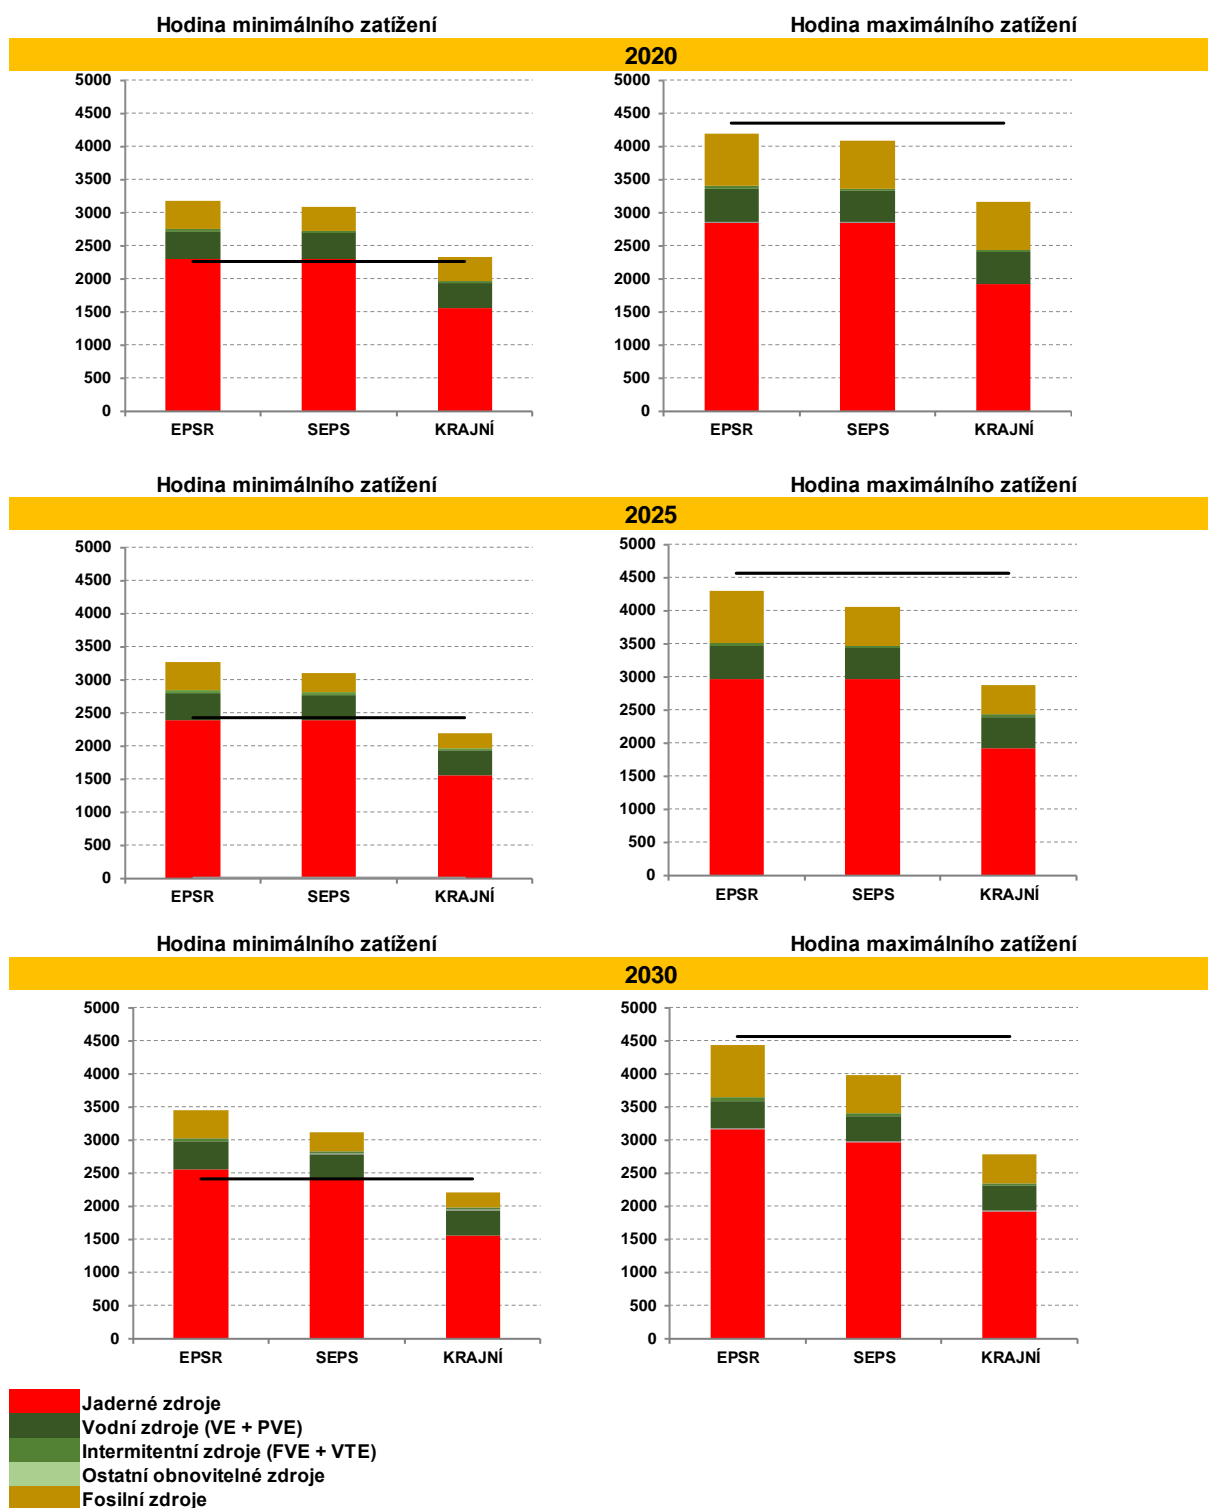 Hodina minimálního zatížení
Hodina maximálního zatížení
2020
5000
4500
4000
3500
3000
2500
2000
1500
1000
500
0
EPSR
SEPS
KRAJNÍ
5000
4500
4000
3500
3000
2500
2000
1500
1000
500
0
EPSR
SEPS
KRAJNÍ
Hodina minimálního zatížení
Hodina maximálního zatížení
2025
5000
4500
4000
3500
3000
2500
2000
1500
1000
500
0
EPSR
SEPS
KRAJNÍ
5000
4500
4000
3500
3000
2500
2000
1500
1000
500
0
EPSR
SEPS
KRAJNÍ
Hodina minimálního zatížení
Hodina maximálního zatížení
2030
5000
4500
4000
3500
3000
2500
2000
1500
1000
500
0
EPSR
SEPS
KRAJNÍ
5000
4500
4000
3500
3000
2500
2000
1500
1000
500
0
EPSR
SEPS
KRAJNÍ
Jaderné zdroje
Vodní zdroje (VE + PVE)
Intermitentní zdroje (FVE + VTE)
Ostatní obnovitelné zdroje
Fosilní zdroje